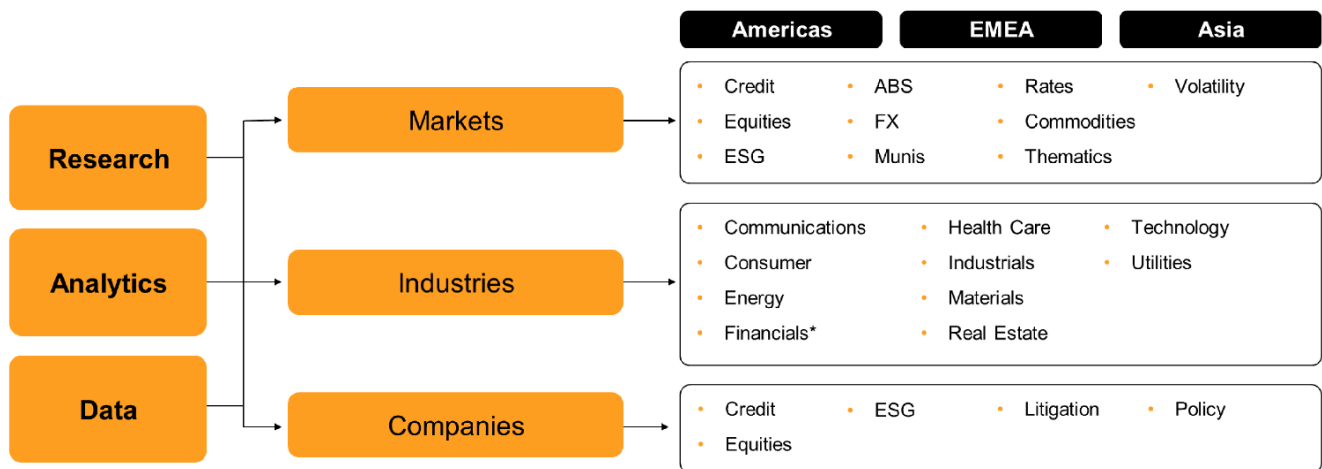 Americas
EMEA
Asia
Research
Analytics
Data
Markets
Industries
Companies
• Credit
• Equities
• ESG
• ABS
• FX
• Munis
• Rates
• Commodities
• Thematics
• Volatility
• Communications
• Consumer
• Energy
• Financials*
• Health Care
• Industrials
• Materials
• Real Estate
• Technology
• Utilities
• Credit
• Equities
• ESG
• Litigation
• Policy